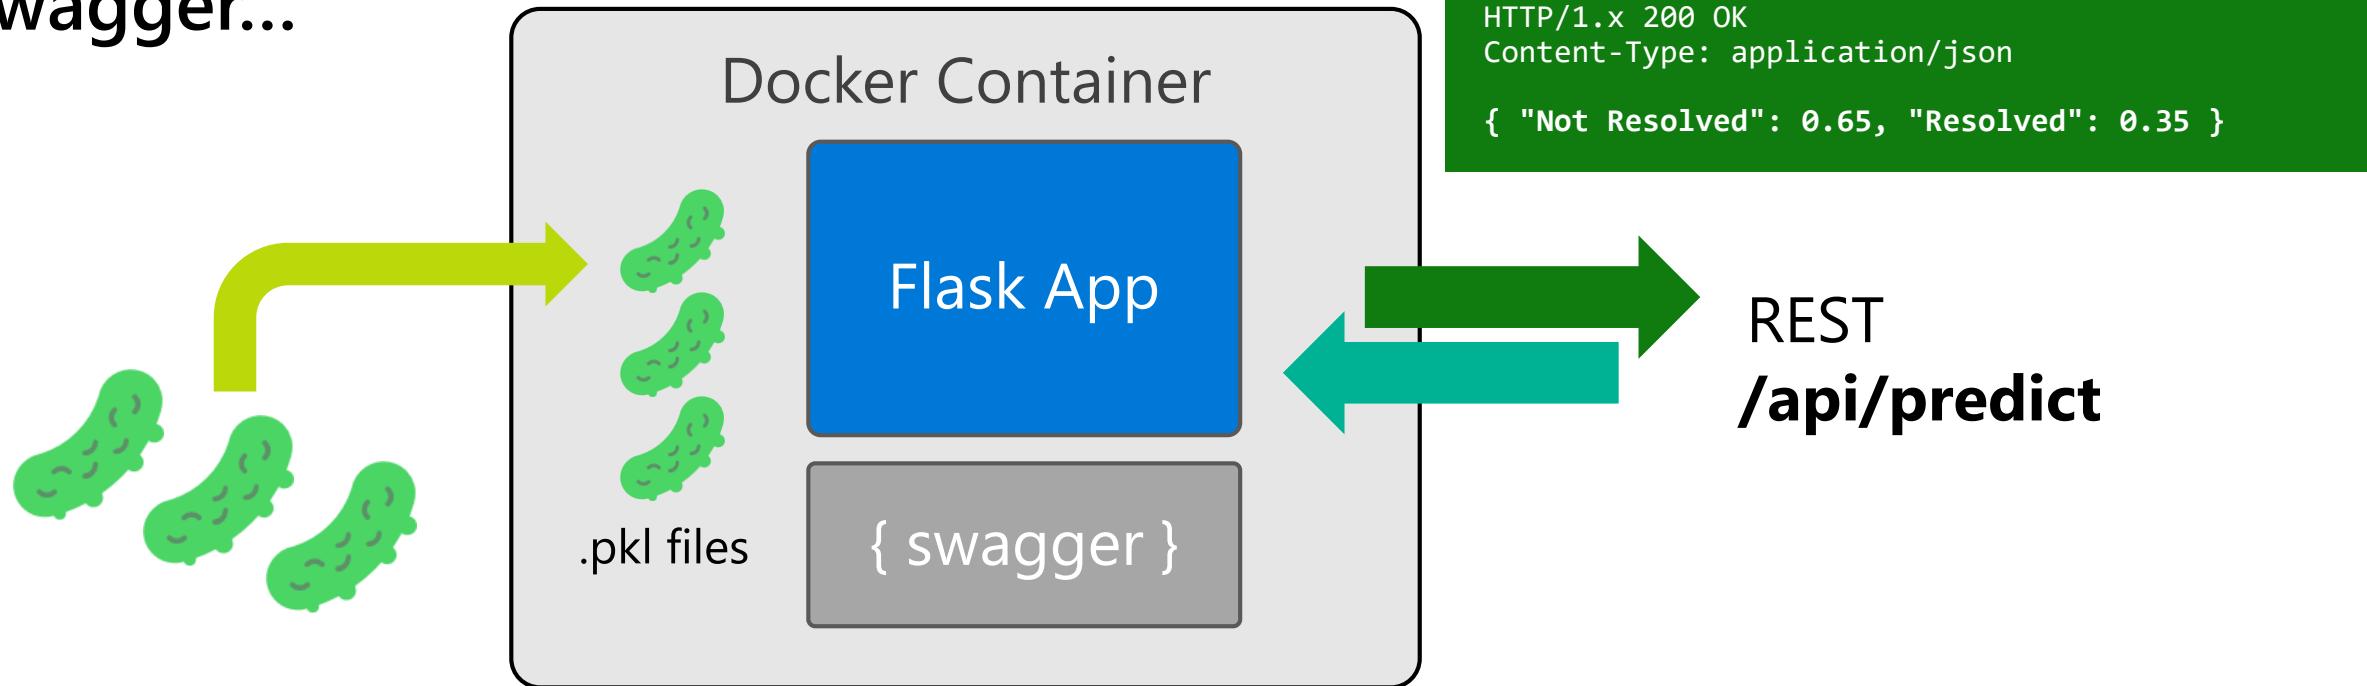 wagger...
Docker Container
HTTP/1.x 200 OK
Content-Type: application/json
{ "Not Resolved": 0.65, "Resolved": 0.35 }
Flask App
REST
/api/predict
.pkl files
{ swagger }